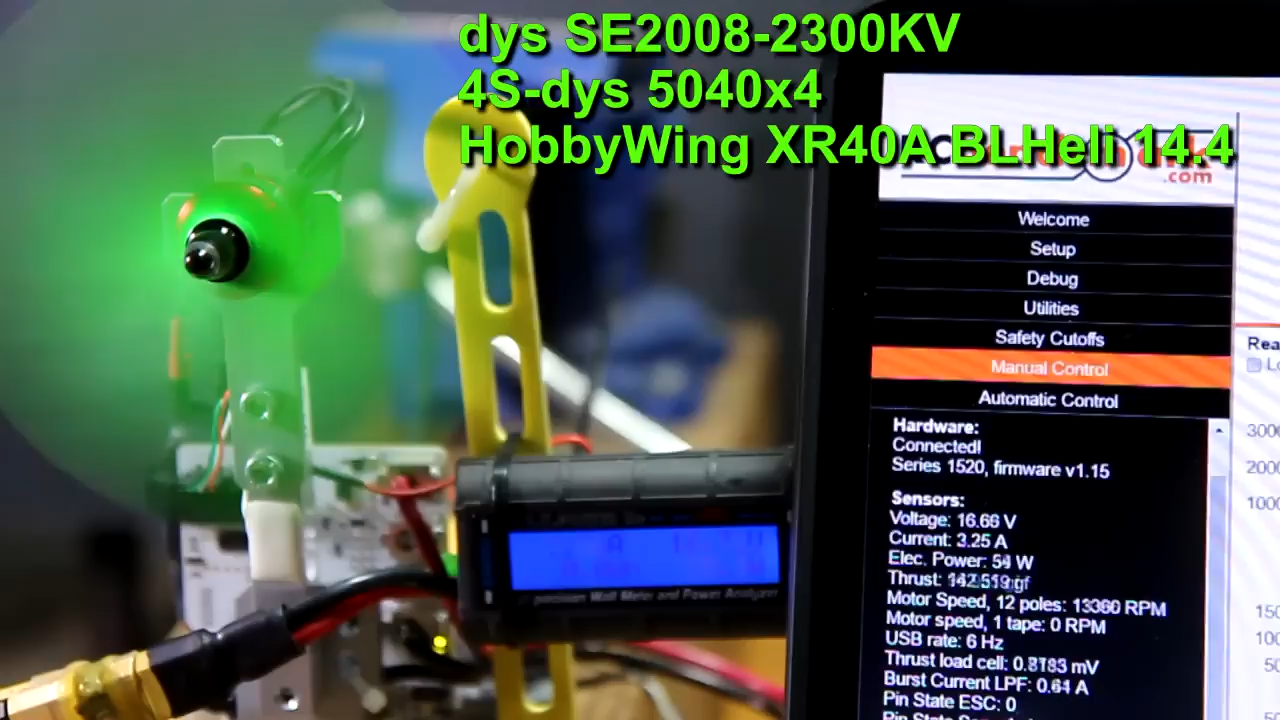 dys SE2008-2300KV
4S-dys 5040x4
HobbyWing XR40A BLHeli 14.4
.com
Welcome
Setup
Debug
Utilities
Safety Cutoffs
Manual Control
Automatic Control
Hardware:
Connected!
Series 1520, firmware v1.15
Sensors:
Voltage: 16.66 V
Current: 3.25 A
Elec. Power: 54 W
Thrust: gf
Motor Speed, 12 poles: 13360 RPM
Motor speed, 1 tape: 0 RPM
USB rate: 6 Hz
Thrust load cell: 0.8183 mV
Burst Current LPF: 0.64 A
Pin State ESC: 0
Rea
3000
2000
1000
precision Watt Meter and Power Analyzer